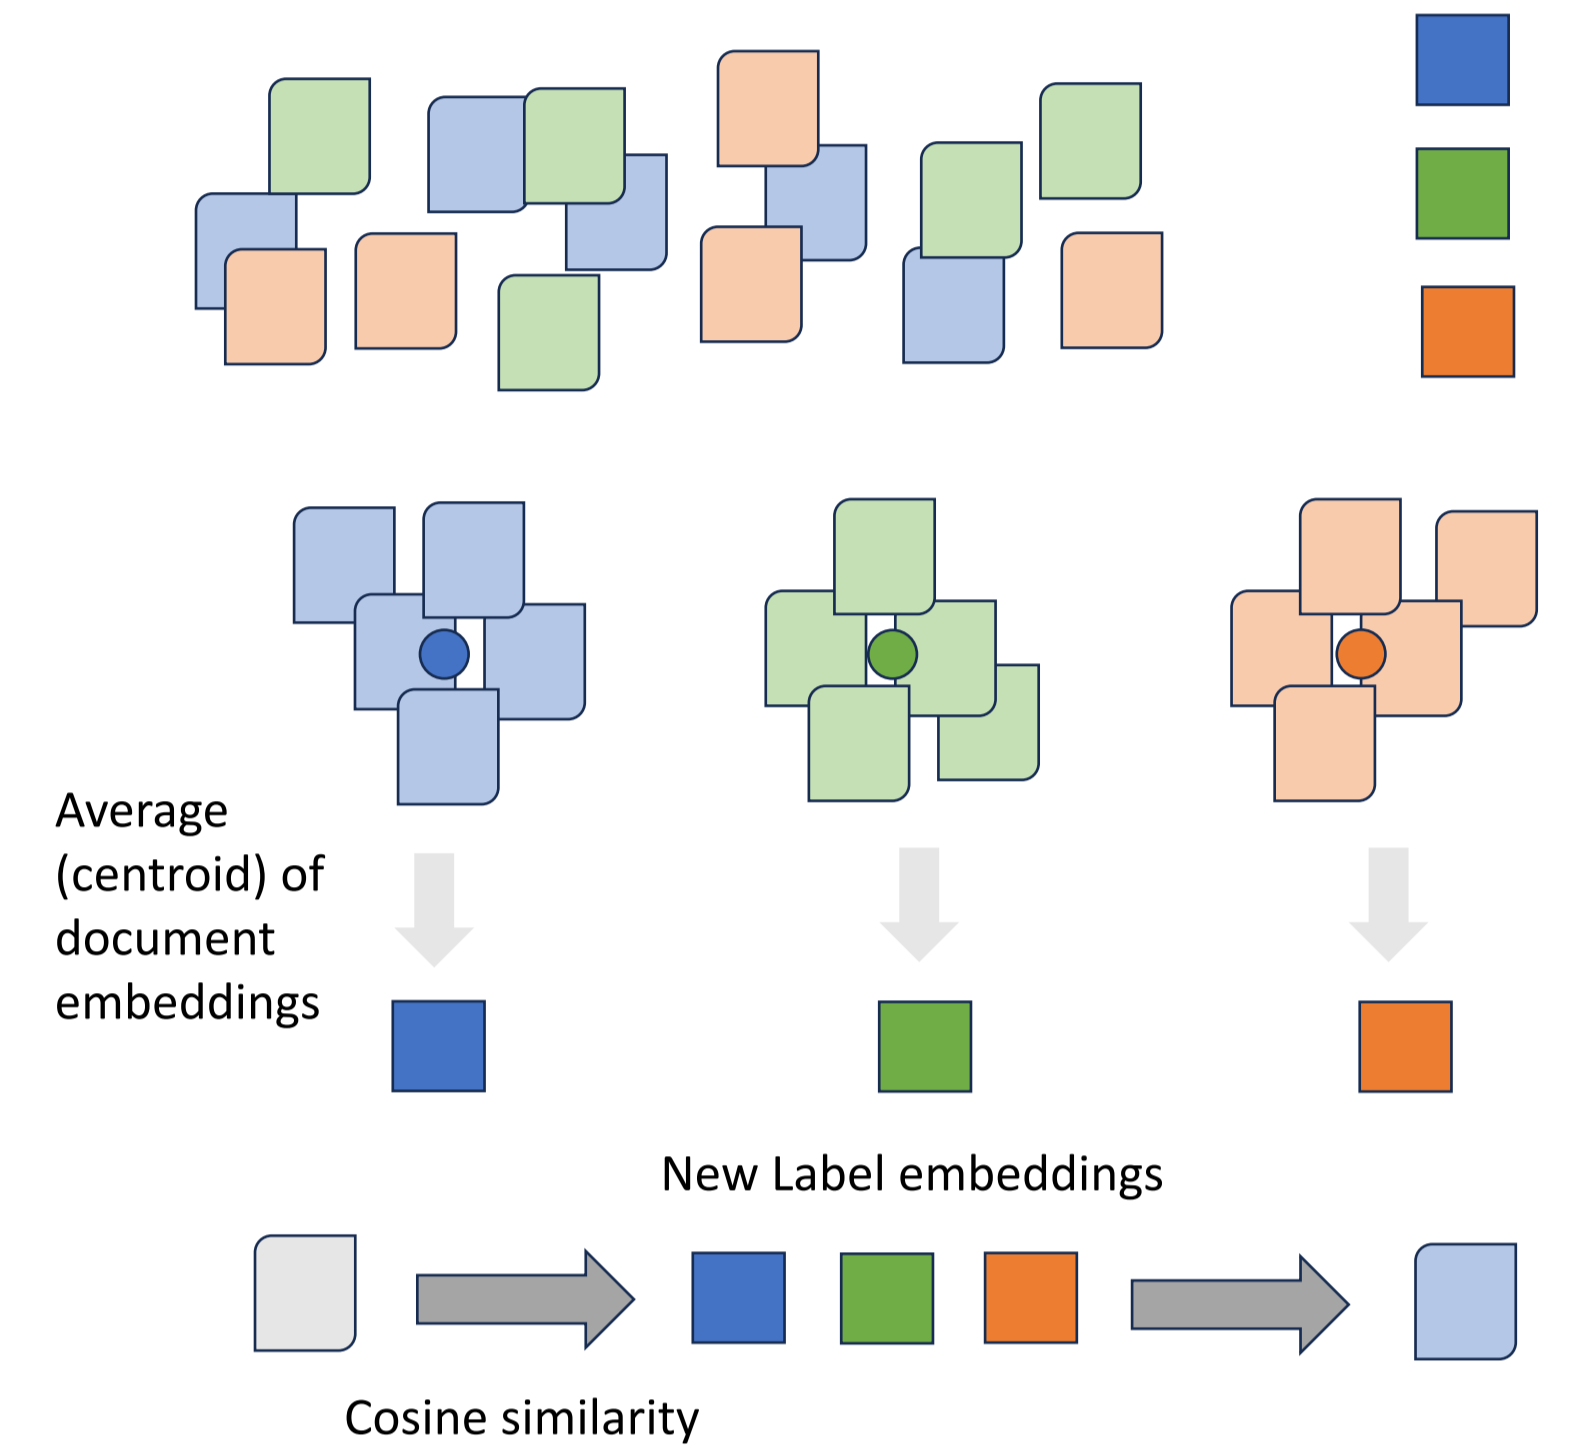 Average
(centroid) of
document
embeddings
New Label embeddings
Cosine similarity